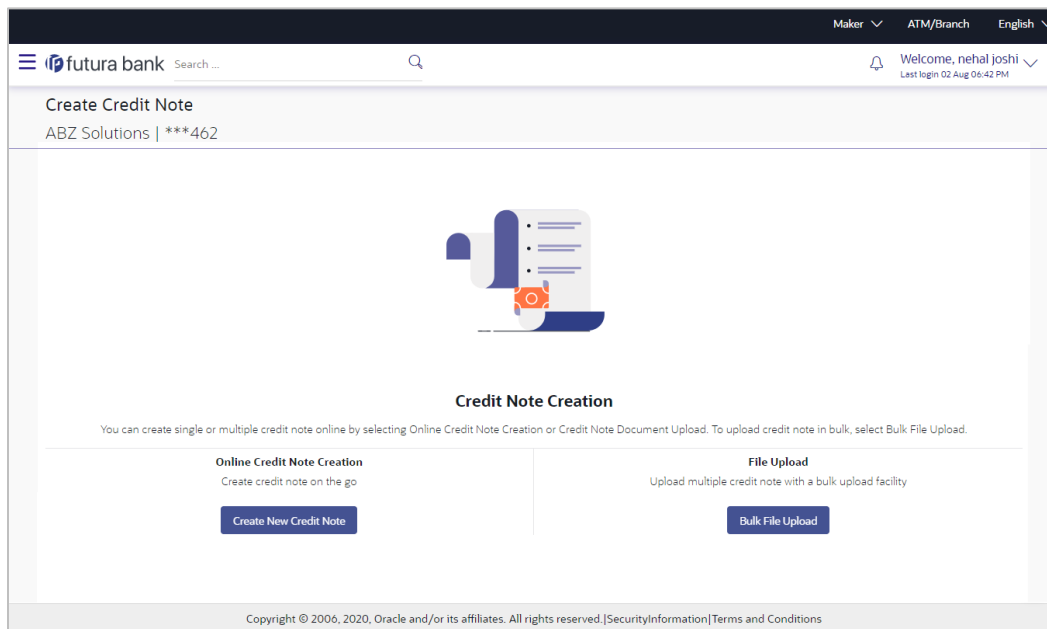 Maker ATM/Branch English
futura bank Search ... Welcome, nehal joshi
Last login 02 Aug 06:42 PM
Create Credit Note
ABZ Solutions | ***462
Credit Note Creation
You can create single or multiple credit note online by selecting Online Credit Note Creation or Credit Note Document Upload. To upload credit note in bulk, select Bulk File Upload.
Online Credit Note Creation
Create credit note on the go
Create New Credit Note
File Upload
Upload multiple credit note with a bulk upload facility
Bulk File Upload
Copyright © 2006, 2020, Oracle and/or its affiliates. All rights reserved.|SecurityInformation|Terms and Conditions